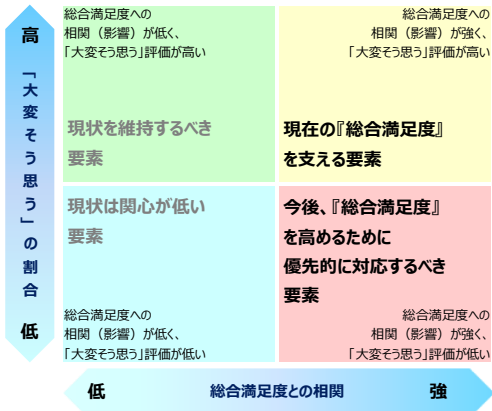 高
「大変そう思う」の割合
低
総合満足度への
相関（影響）が低く、
「大変そう思う」評価が高い
現状を維持するべき
要素
総合満足度への
相関（影響）が強く、
「大変そう思う」評価が高い
現在の『総合満足度』
を支える要素
現状は関心が低い
要素
総合満足度への
相関（影響）が低く、
「大変そう思う」評価が低い
今後、『総合満足度』
を高めるために
優先的に対応するべき
要素
総合満足度への
相関（影響）が強く、
「大変そう思う」評価が低い
低 総合満足度との相関 強